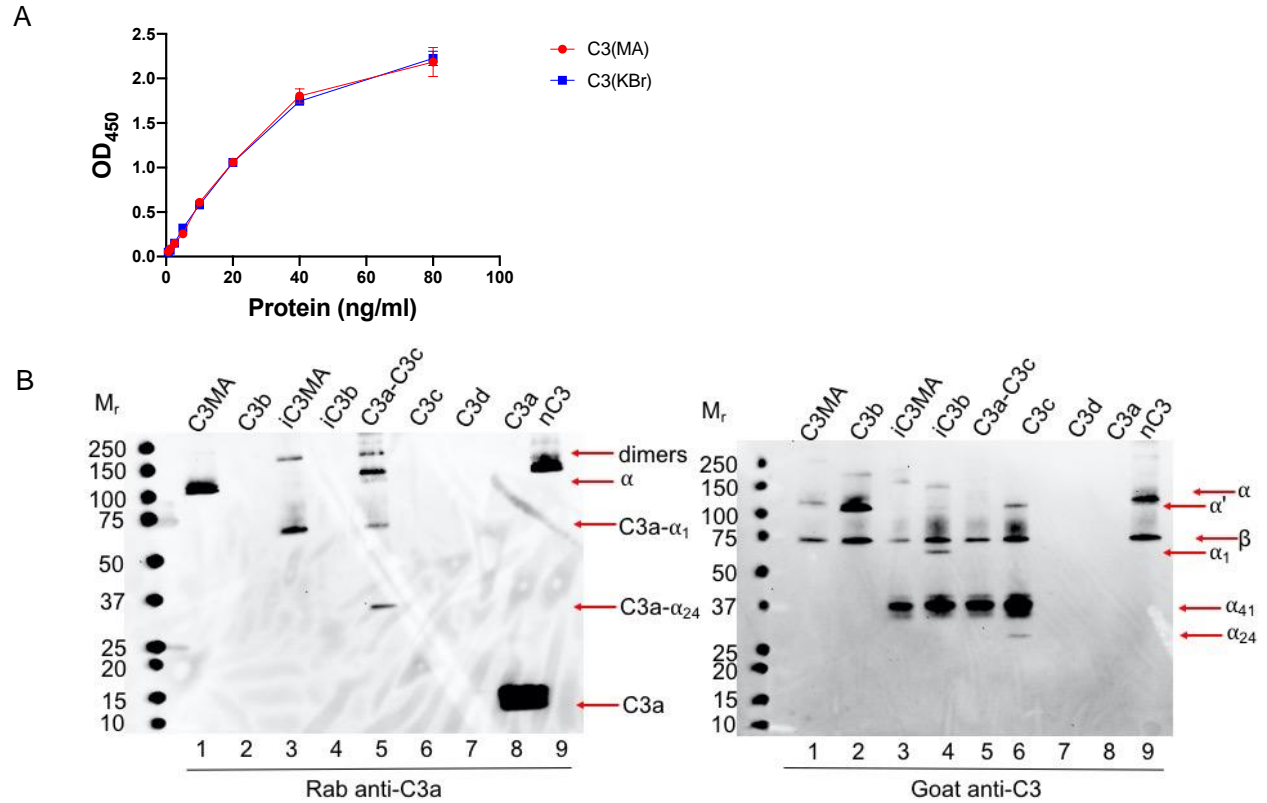 A
2.5
2.0
1.5
1.0
0.5
0.0
OD450
0 20 40 60 80 100
Protein (ng/ml)
C3(MA)
C3(KBr)
B
Mr
C3MA C3b iC3MA iC3b C3a-C3c C3c C3d C3a nC3
250
150
100
75
50
37
25
20
15
10
dimers
α
C3a-α1
C3a-α24
C3a
1 2 3 4 5 6 7 8 9
Rab anti-C3a
Mr
C3MA C3b iC3MA iC3b C3a-C3c C3c C3d C3a nC3
250
150
100
75
50
37
25
20
15
10
α
α'
β
α1
α41
α24
1 2 3 4 5 6 7 8 9
Goat anti-C3